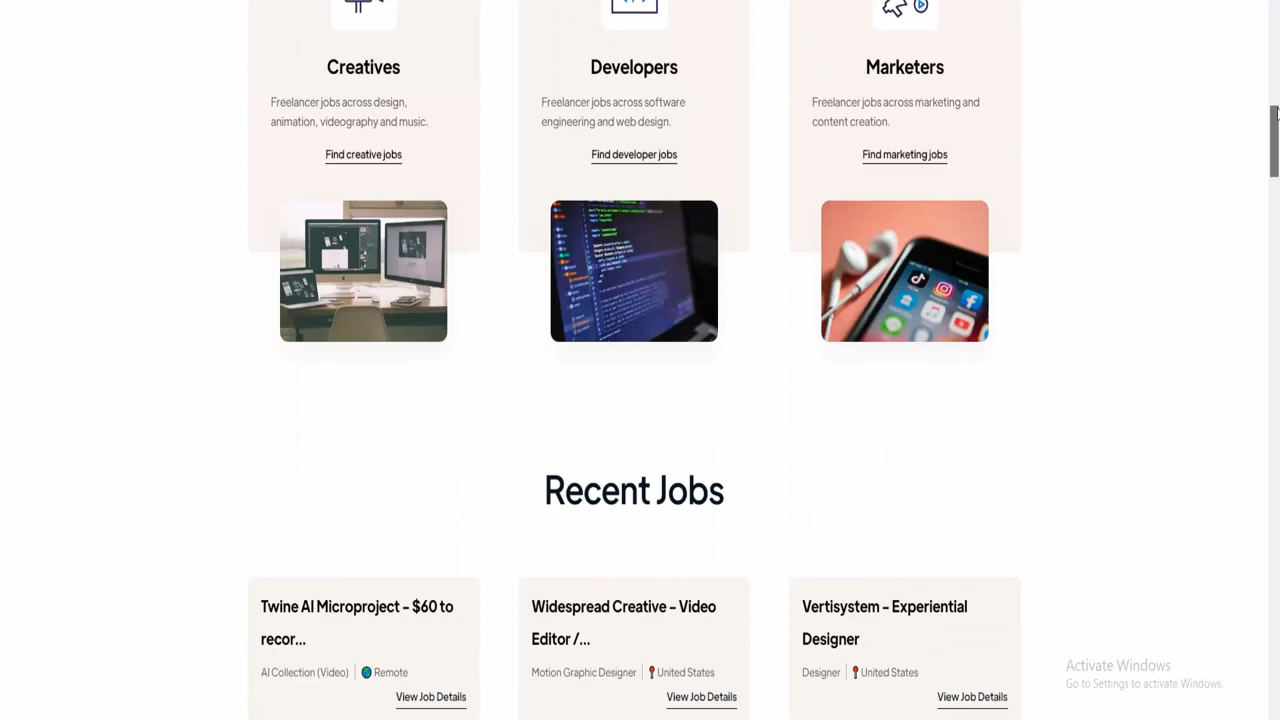 Creatives
Developers
Marketers
Freelancer jobs across design,
animation, videography and music.
Freelancer jobs across software
engineering and web design.
Freelancer jobs across marketing and
content creation.
Find creative jobs
Find developer jobs
Find marketing jobs
Recent Jobs
Twine AI Microproject – $60 to
recor...
AI Collection (Video)
Remote
View Job Details
Widespread Creative – Video
Editor /...
Motion Graphic Designer
United States
View Job Details
Vertisystem – Experiential
Designer
Designer
United States
View Job Details
Activate Windows
Go to Settings to activate Windows.